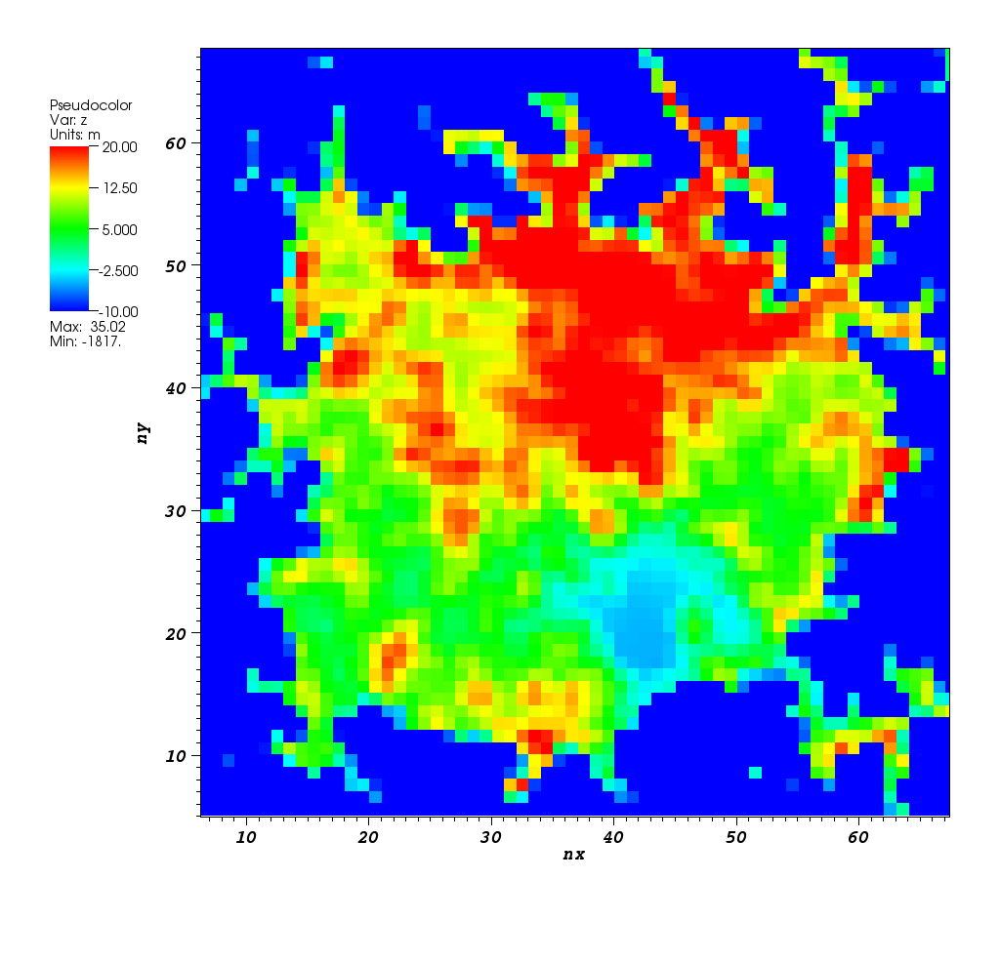 Pseudocolor
Var: z
Units: m
20.00
12.50
5.000
-2.500
-10.00
Max: 35.02
Min: -1817.
60
50
40
30
20
10
ny
10 20 30 40 50 60
nx